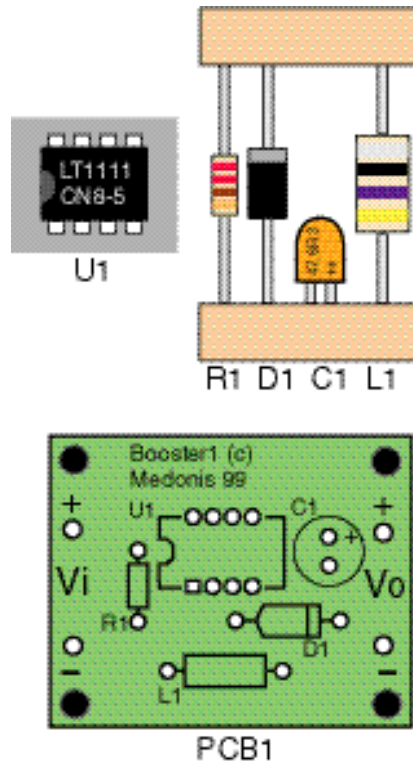 LT1111
CN8-5
U1
R1 D1 C1 L1
Booster1 (c)
Medonis 99
U1
C1
+
+
+
Vi
Vo
R1
D1
-
-
L1
PCB1